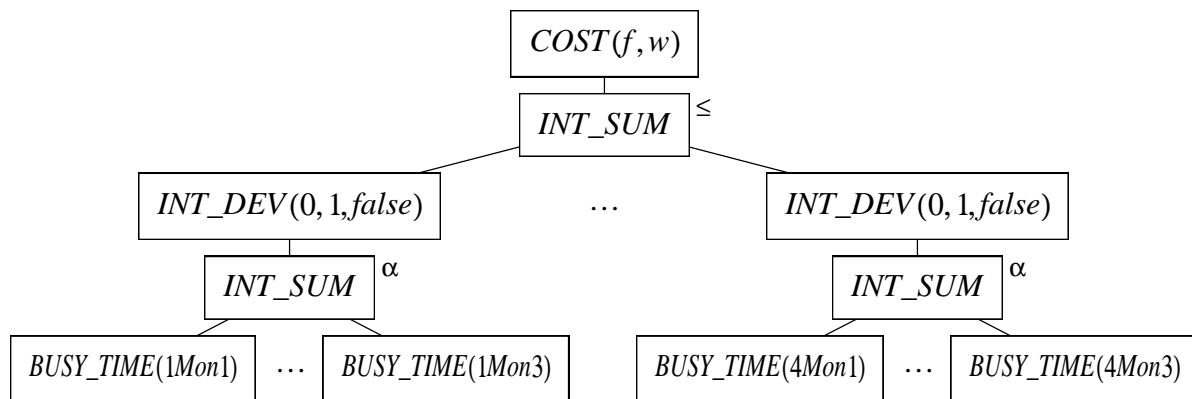 COST(f,w)
INT_SUM ≤
INT_DEV(0, 1,false) … INT_DEV(0, 1,false)
INT_SUM α INT_SUM α
BUSY_TIME(1Mon1) … BUSY_TIME(1Mon3) BUSY_TIME(4Mon1) … BUSY_TIME(4Mon3)